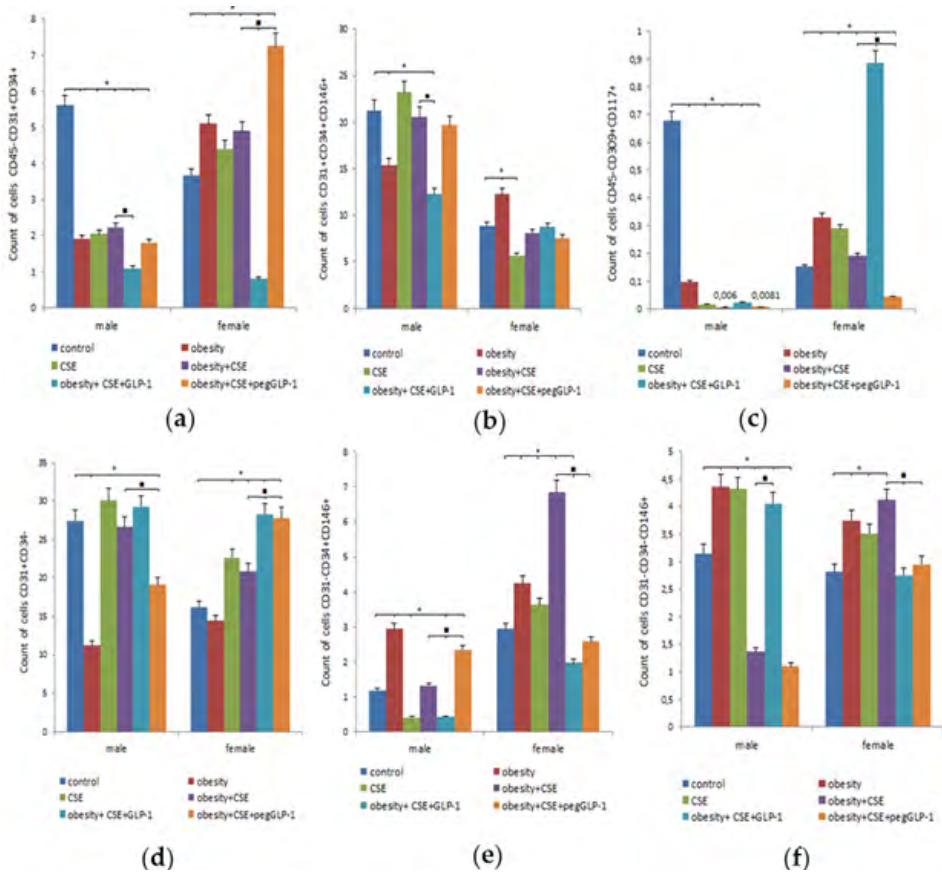 Count of cells CD45-CD31+CD34+
8
7
6
5
4
3
2
1
0
*
*
■
■
male
female
control
obesity
CSE
obesity+CSE
obesity+ CSE+GLP-1
obesity+CSE+pegGLP-1
(a)
Count of cells CD31+CD34+CD146+
30
25
20
15
10
5
0
*
*
■
male
female
control
obesity
CSE
obesity+CSE
obesity+ CSE+GLP-1
obesity+CSE+pegGLP-1
(b)
Count of cells CD45-CD309+CD117+
1
0,9
0,8
0,7
0,6
0,5
0,4
0,3
0,2
0,1
0
*
*
■
0,006
0,0081
male
female
control
obesity
CSE
obesity+CSE
obesity+ CSE+GLP-1
obesity+CSE+pegGLP-1
(c)
Count of cells CD31+CD34-
35
30
25
20
15
10
5
0
*
*
■
■
male
female
control
obesity
CSE
obesity+CSE
obesity+ CSE+GLP-1
obesity+CSE+pegGLP-1
(d)
Count of cells CD31-CD34+CD146+
8
7
6
5
4
3
2
1
0
*
*
■
■
male
female
control
obesity
CSE
obesity+CSE
obesity+ CSE+GLP-1
obesity+CSE+pegGLP-1
(e)
Count of cells CD31-CD34-CD146+
5
4,5
4
3,5
3
2,5
2
1,5
1
0,5
0
*
*
■
■
male
female
control
obesity
CSE
obesity+CSE
obesity+ CSE+GLP-1
obesity+CSE+pegGLP-1
(f)